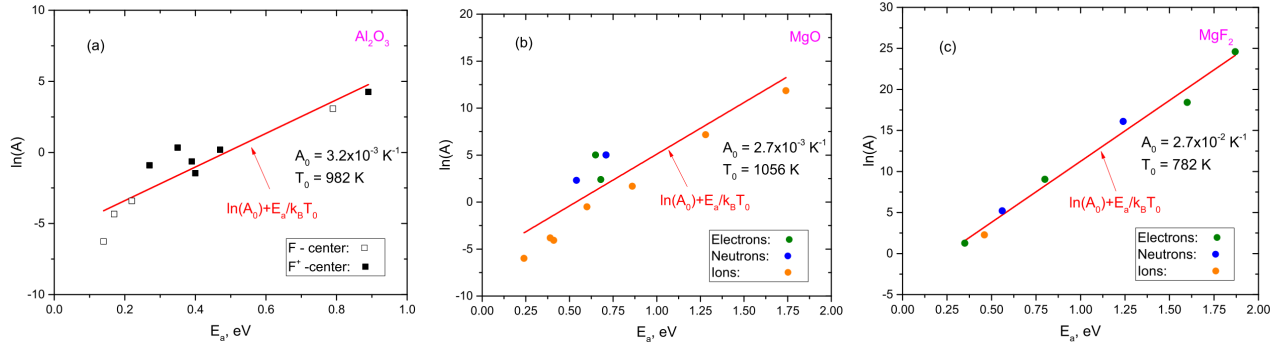 (a)
Al₂O₃
A₀ = 3.2x10⁻³ K⁻¹
T₀ = 982 K
ln(A₀)+Eₐ/k_BT₀
F - center:
F⁺ -center:
ln(A)
10
5
0
-5
-10
0.0 0.2 0.4 0.6 0.8 1.0
Eₐ, eV
(b)
MgO
A₀ = 2.7x10⁻³ K⁻¹
T₀ = 1056 K
ln(A₀)+Eₐ/k_BT₀
Electrons:
Neutrons:
Ions:
ln(A)
20
15
10
5
0
-5
-10
0.00 0.25 0.50 0.75 1.00 1.25 1.50 1.75 2.00
Eₐ, eV
(c)
MgF₂
A₀ = 2.7x10⁻² K⁻¹
T₀ = 782 K
ln(A₀)+Eₐ/k_BT₀
Electrons:
Neutrons:
Ions:
ln(A)
30
25
20
15
10
5
0
-5
0.00 0.25 0.50 0.75 1.00 1.25 1.50 1.75 2.00
Eₐ, eV